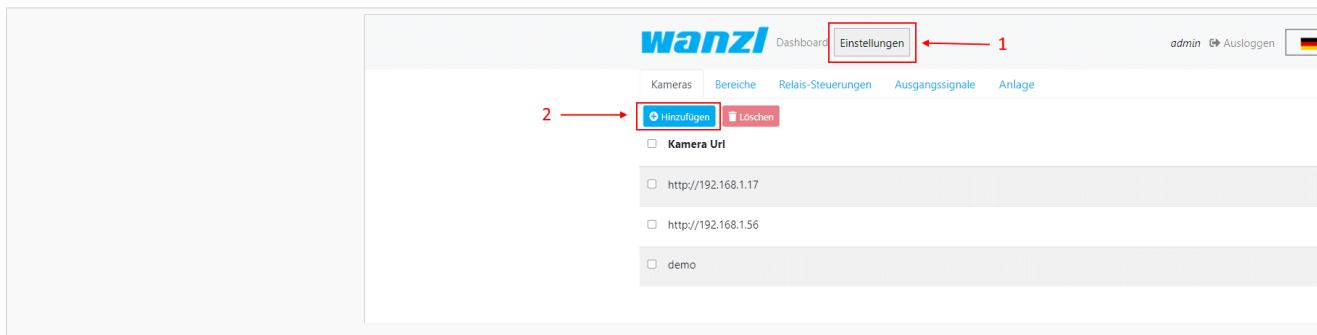 wanzl Dashboard Einstellungen 1 admin Ausloggen
Kameras Bereiche Relais-Steuerungen Ausgangssignale Anlage
2 Hinzufügen Löschen
Kamera Url
http://192.168.1.17
http://192.168.1.56
demo